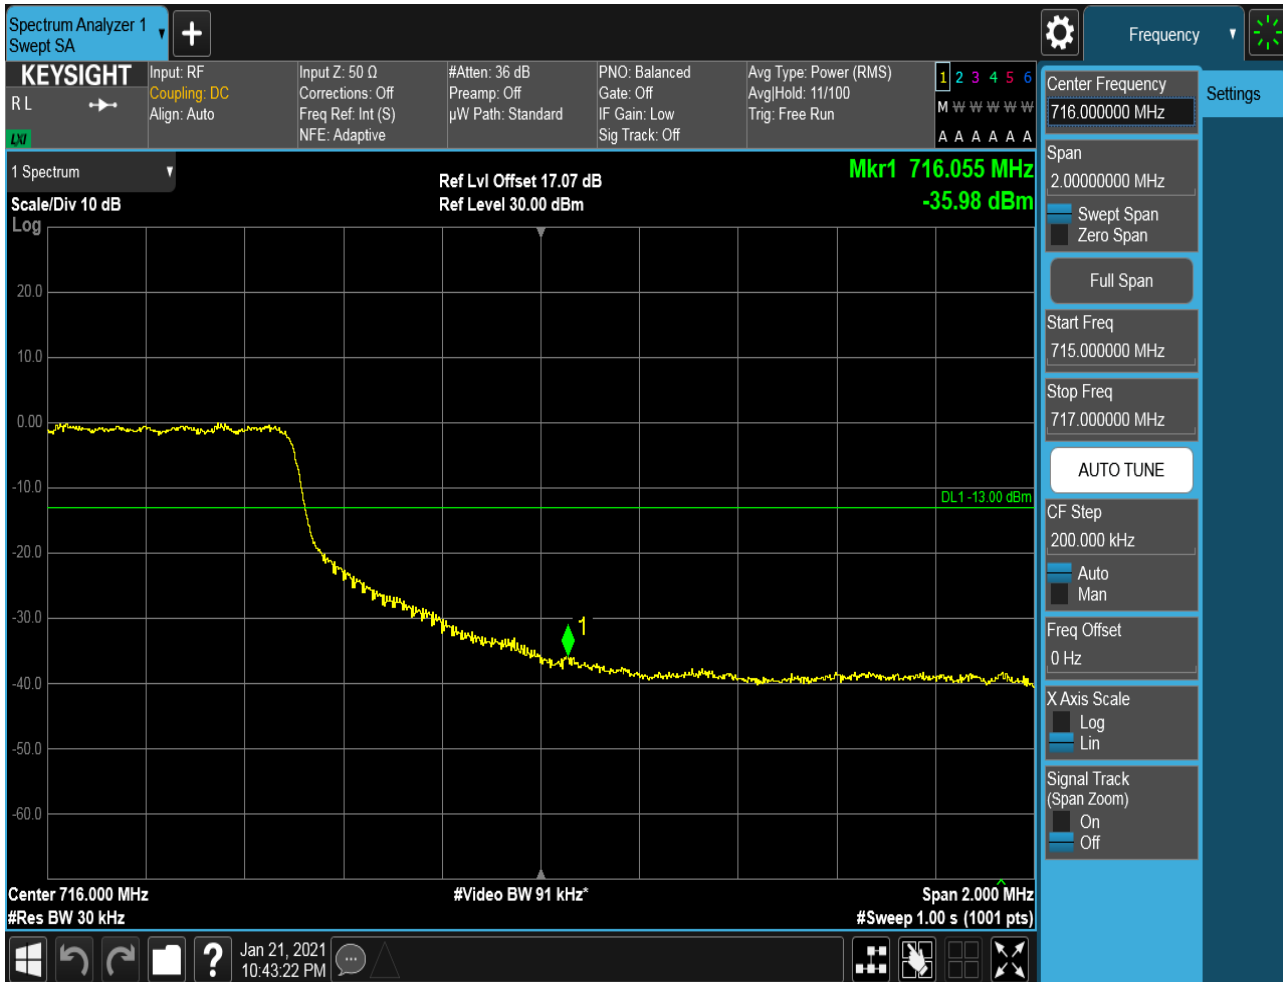 Spectrum Analyzer 1
Swept SA
+
Frequency
KEYSIGHT
R L
LXI
Input: RF
Coupling: DC
Align: Auto
Input Z: 50 Ω
Corrections: Off
Freq Ref: Int (S)
NFE: Adaptive
#Atten: 36 dB
Preamp: Off
µW Path: Standard
PNO: Balanced
Gate: Off
IF Gain: Low
Sig Track: Off
Avg Type: Power (RMS)
Avg|Hold: 11/100
Trig: Free Run
1 2 3 4 5 6
M W W W W W
A A A A A A
1 Spectrum
Scale/Div 10 dB
Log
Ref Lvl Offset 17.07 dB
Ref Level 30.00 dBm
Mkr1 716.055 MHz
-35.98 dBm
20.0
10.0
0.00
-10.0
DL1 -13.00 dBm
-20.0
-30.0
1
-40.0
-50.0
-60.0
Center 716.000 MHz
#Res BW 30 kHz
#Video BW 91 kHz*
Span 2.000 MHz
#Sweep 1.00 s (1001 pts)
Center Frequency
716.000000 MHz
Settings
Span
2.00000000 MHz
Swept Span
Zero Span
Full Span
Start Freq
715.000000 MHz
Stop Freq
717.000000 MHz
AUTO TUNE
CF Step
200.000 kHz
Auto
Man
Freq Offset
0 Hz
X Axis Scale
Log
Lin
Signal Track
(Span Zoom)
On
Off
?
Jan 21, 2021
10:43:22 PM